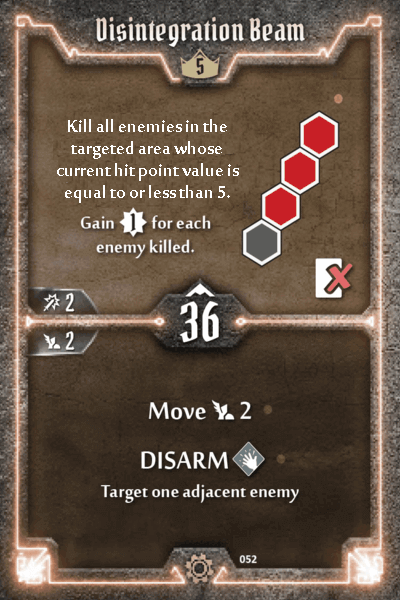 Disintegration Beam
5
Kill all enemies in the
targeted area whose
current hit point value is
equal to or less than 5.
Gain 1 for each
enemy killed.
2
36
2
Move 2
DISARM
Target one adjacent enemy
052